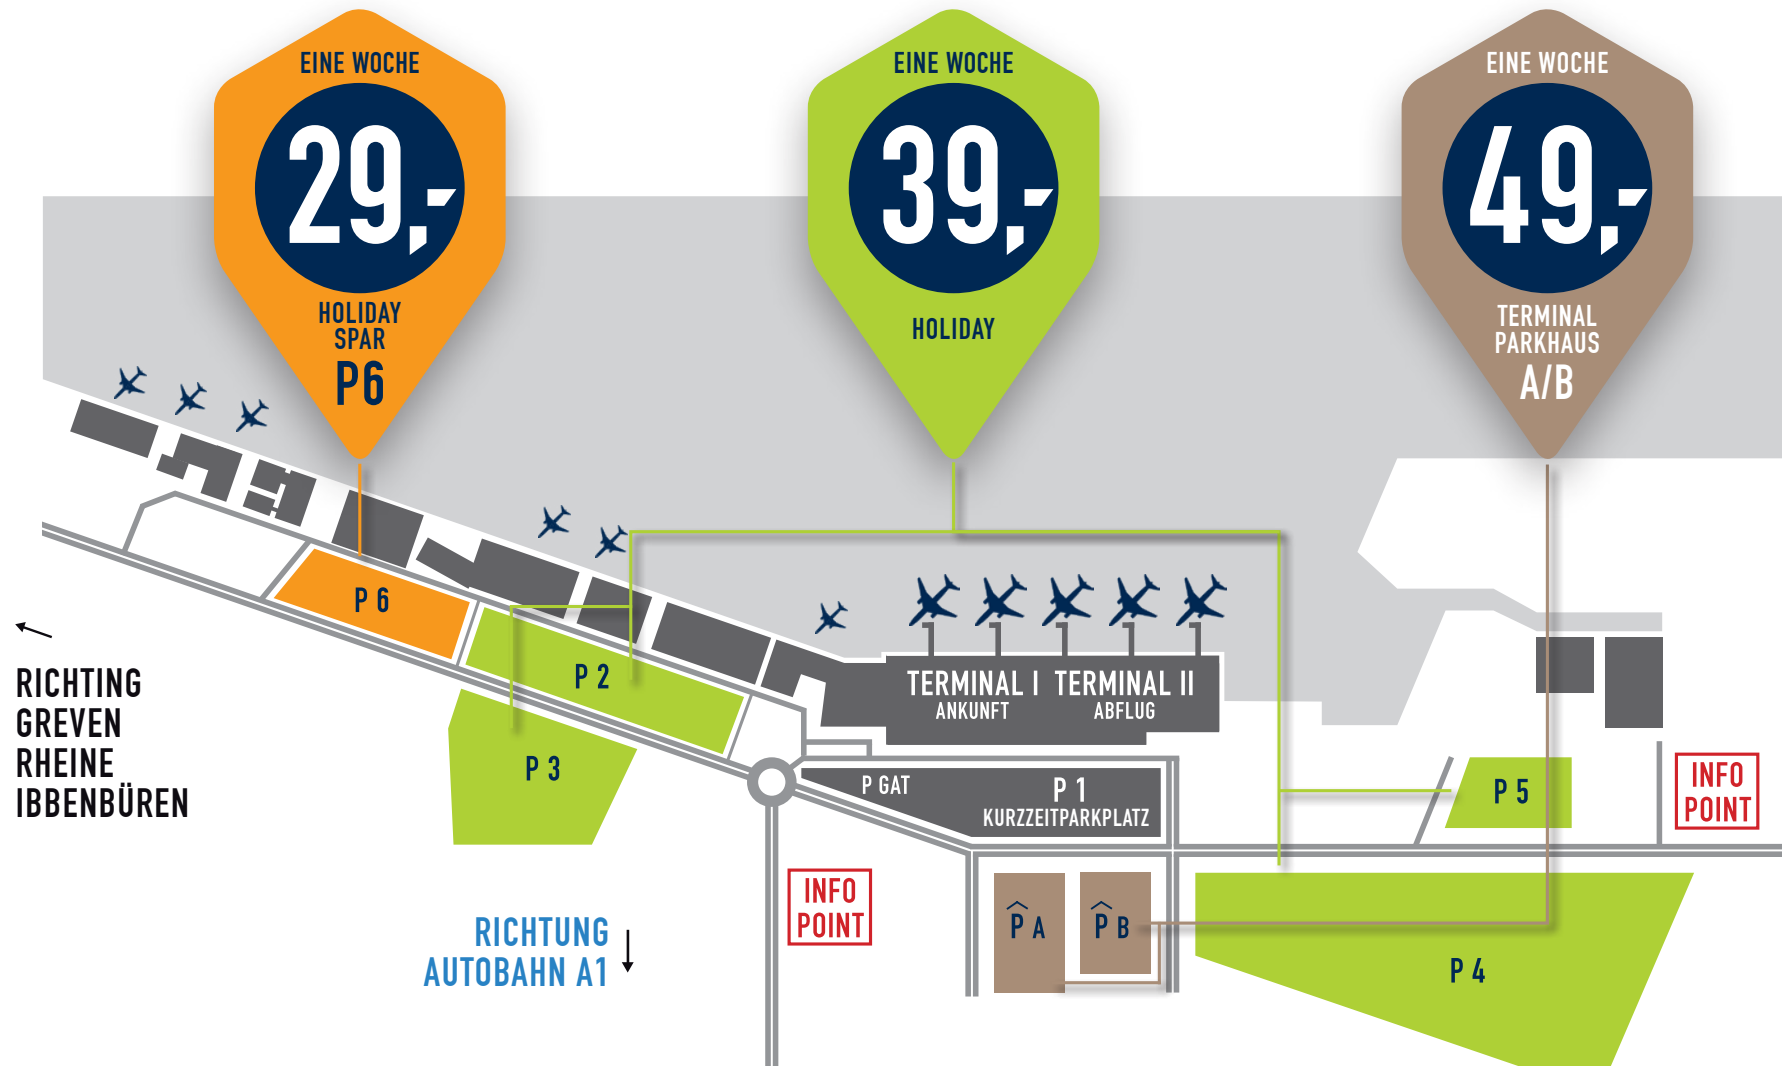 EINE WOCHE
29,-
HOLIDAY
SPAR
P6
EINE WOCHE
39,-
HOLIDAY
EINE WOCHE
49,-
TERMINAL
PARKHAUS
A/B
P 6
P 2
P 3
TERMINAL I
ANKUNFT
TERMINAL II
ABFLUG
P GAT
P 1
KURZZEITPARKPLATZ
P 5
INFO
POINT
RICHTING
GREVEN
RHEINE
IBBENBÜREN
INFO
POINT
P A
P B
P 4
RICHTUNG
AUTOBAHN A1